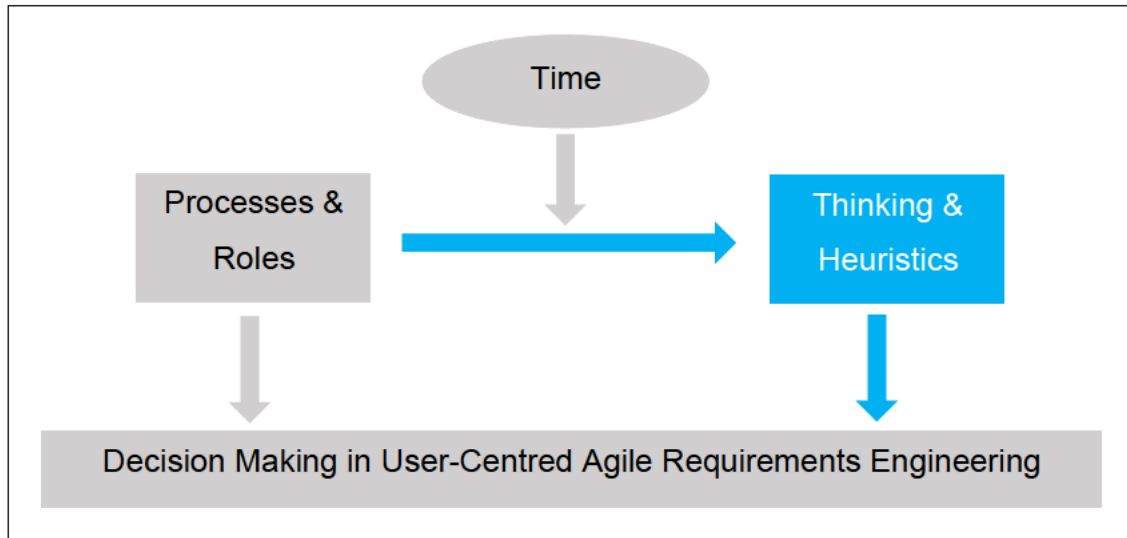 Time
Processes &
Roles
Thinking &
Heuristics
Decision Making in User-Centred Agile Requirements Engineering